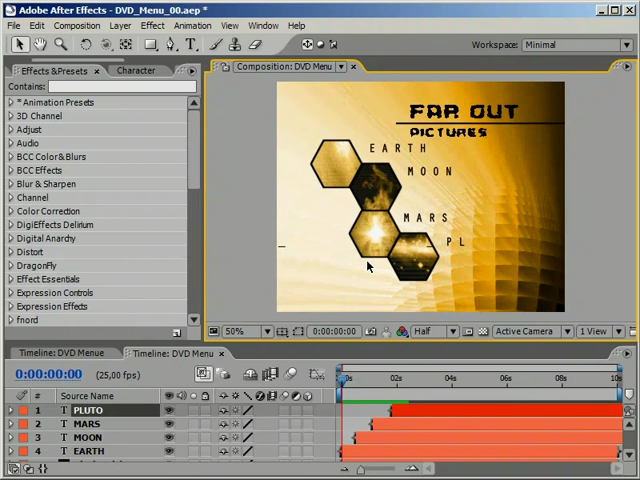 Adobe After Effects - DVD_Menu_00.aep *
File Edit Composition Layer Effect Animation View Window Help
Workspace: Minimal
Effects & Presets × Character
Contains:
* Animation Presets
3D Channel
Adjust
Audio
BCC Color & Blurs
BCC Effects
Blur & Sharpen
Channel
Color Correction
DigiEffects Delirium
Digital Anarchy
Distort
DragonFly
Effect Essentials
Expression Controls
Expression Effects
fnord
Composition: DVD Menu
FAR OUT
PICTURES
EARTH
MOON
MARS
PL
50% 0:00:00:00 Half Active Camera 1 View
Timeline: DVD Menue Timeline: DVD Menu ×
0:00:00:00 (25,00 fps)
0s 02s 04s 06s 08s 10s
# Source Name
1 T PLUTO
2 T MARS
3 T MOON
4 T EARTH